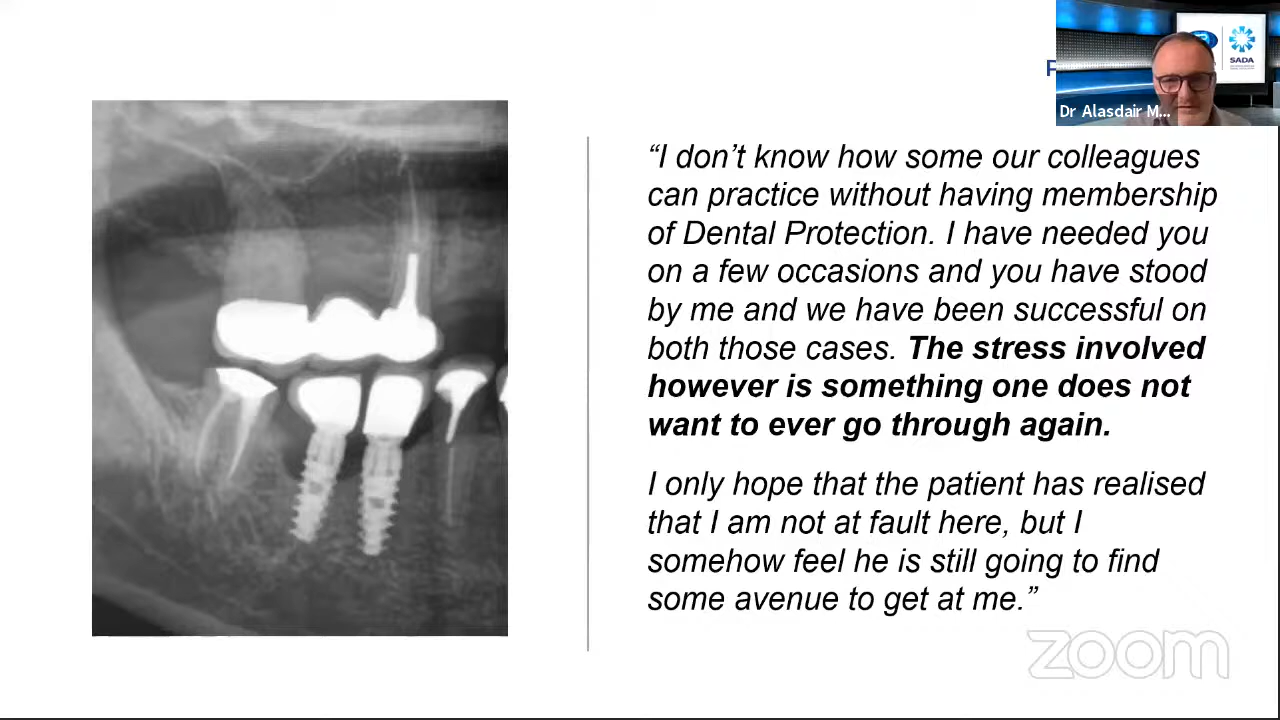 SADA
Dr Alasdair M...
“I don’t know how some our colleagues
can practice without having membership
of Dental Protection. I have needed you
on a few occasions and you have stood
by me and we have been successful on
both those cases. The stress involved
however is something one does not
want to ever go through again.
I only hope that the patient has realised
that I am not at fault here, but I
somehow feel he is still going to find
some avenue to get at me.”
zoom